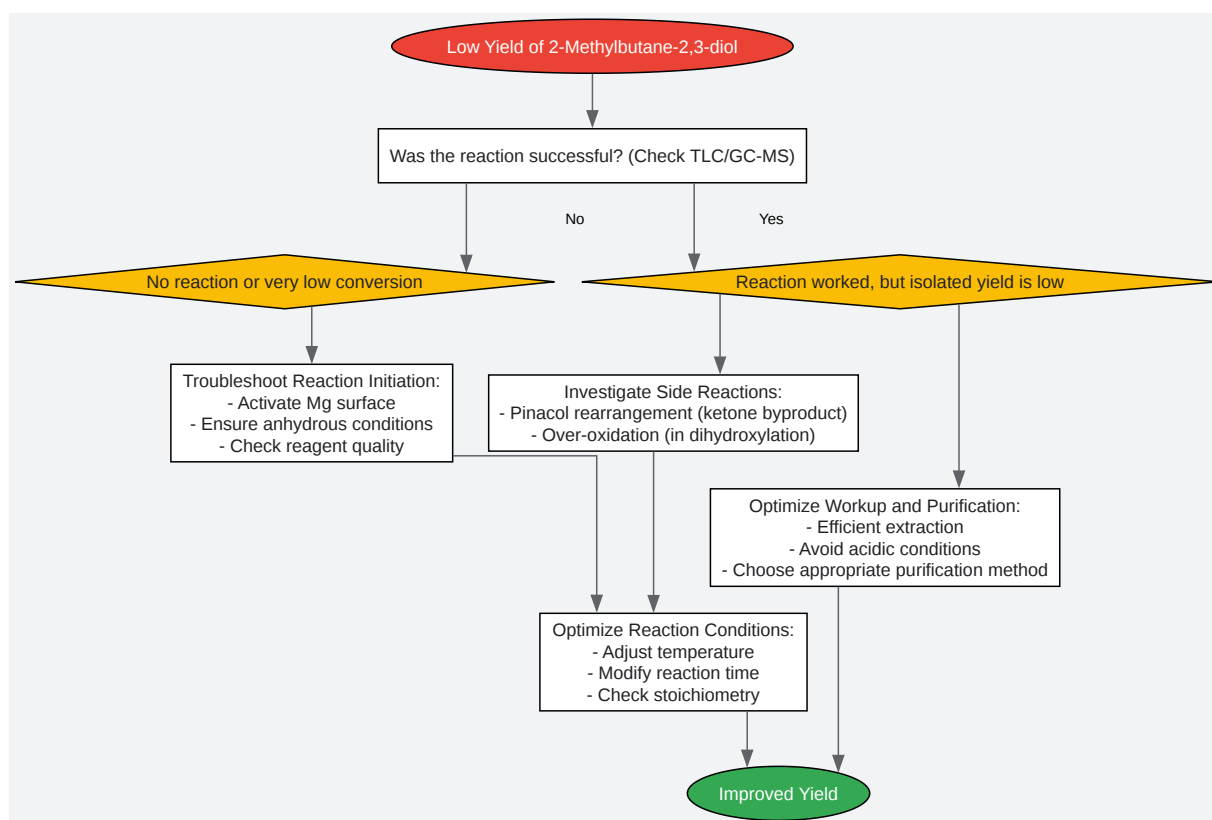 Low Yield of 2-Methylbutane-2,3-diol
Was the reaction successful? (Check TLC/GC-MS)
No
Yes
No reaction or very low conversion
Reaction worked, but isolated yield is low
Troubleshoot Reaction Initiation:
- Activate Mg surface
- Ensure anhydrous conditions
- Check reagent quality
Investigate Side Reactions:
- Pinacol rearrangement (ketone byproduct)
- Over-oxidation (in dihydroxylation)
Optimize Workup and Purification:
- Efficient extraction
- Avoid acidic conditions
- Choose appropriate purification method
Optimize Reaction Conditions:
- Adjust temperature
- Modify reaction time
- Check stoichiometry
Improved Yield